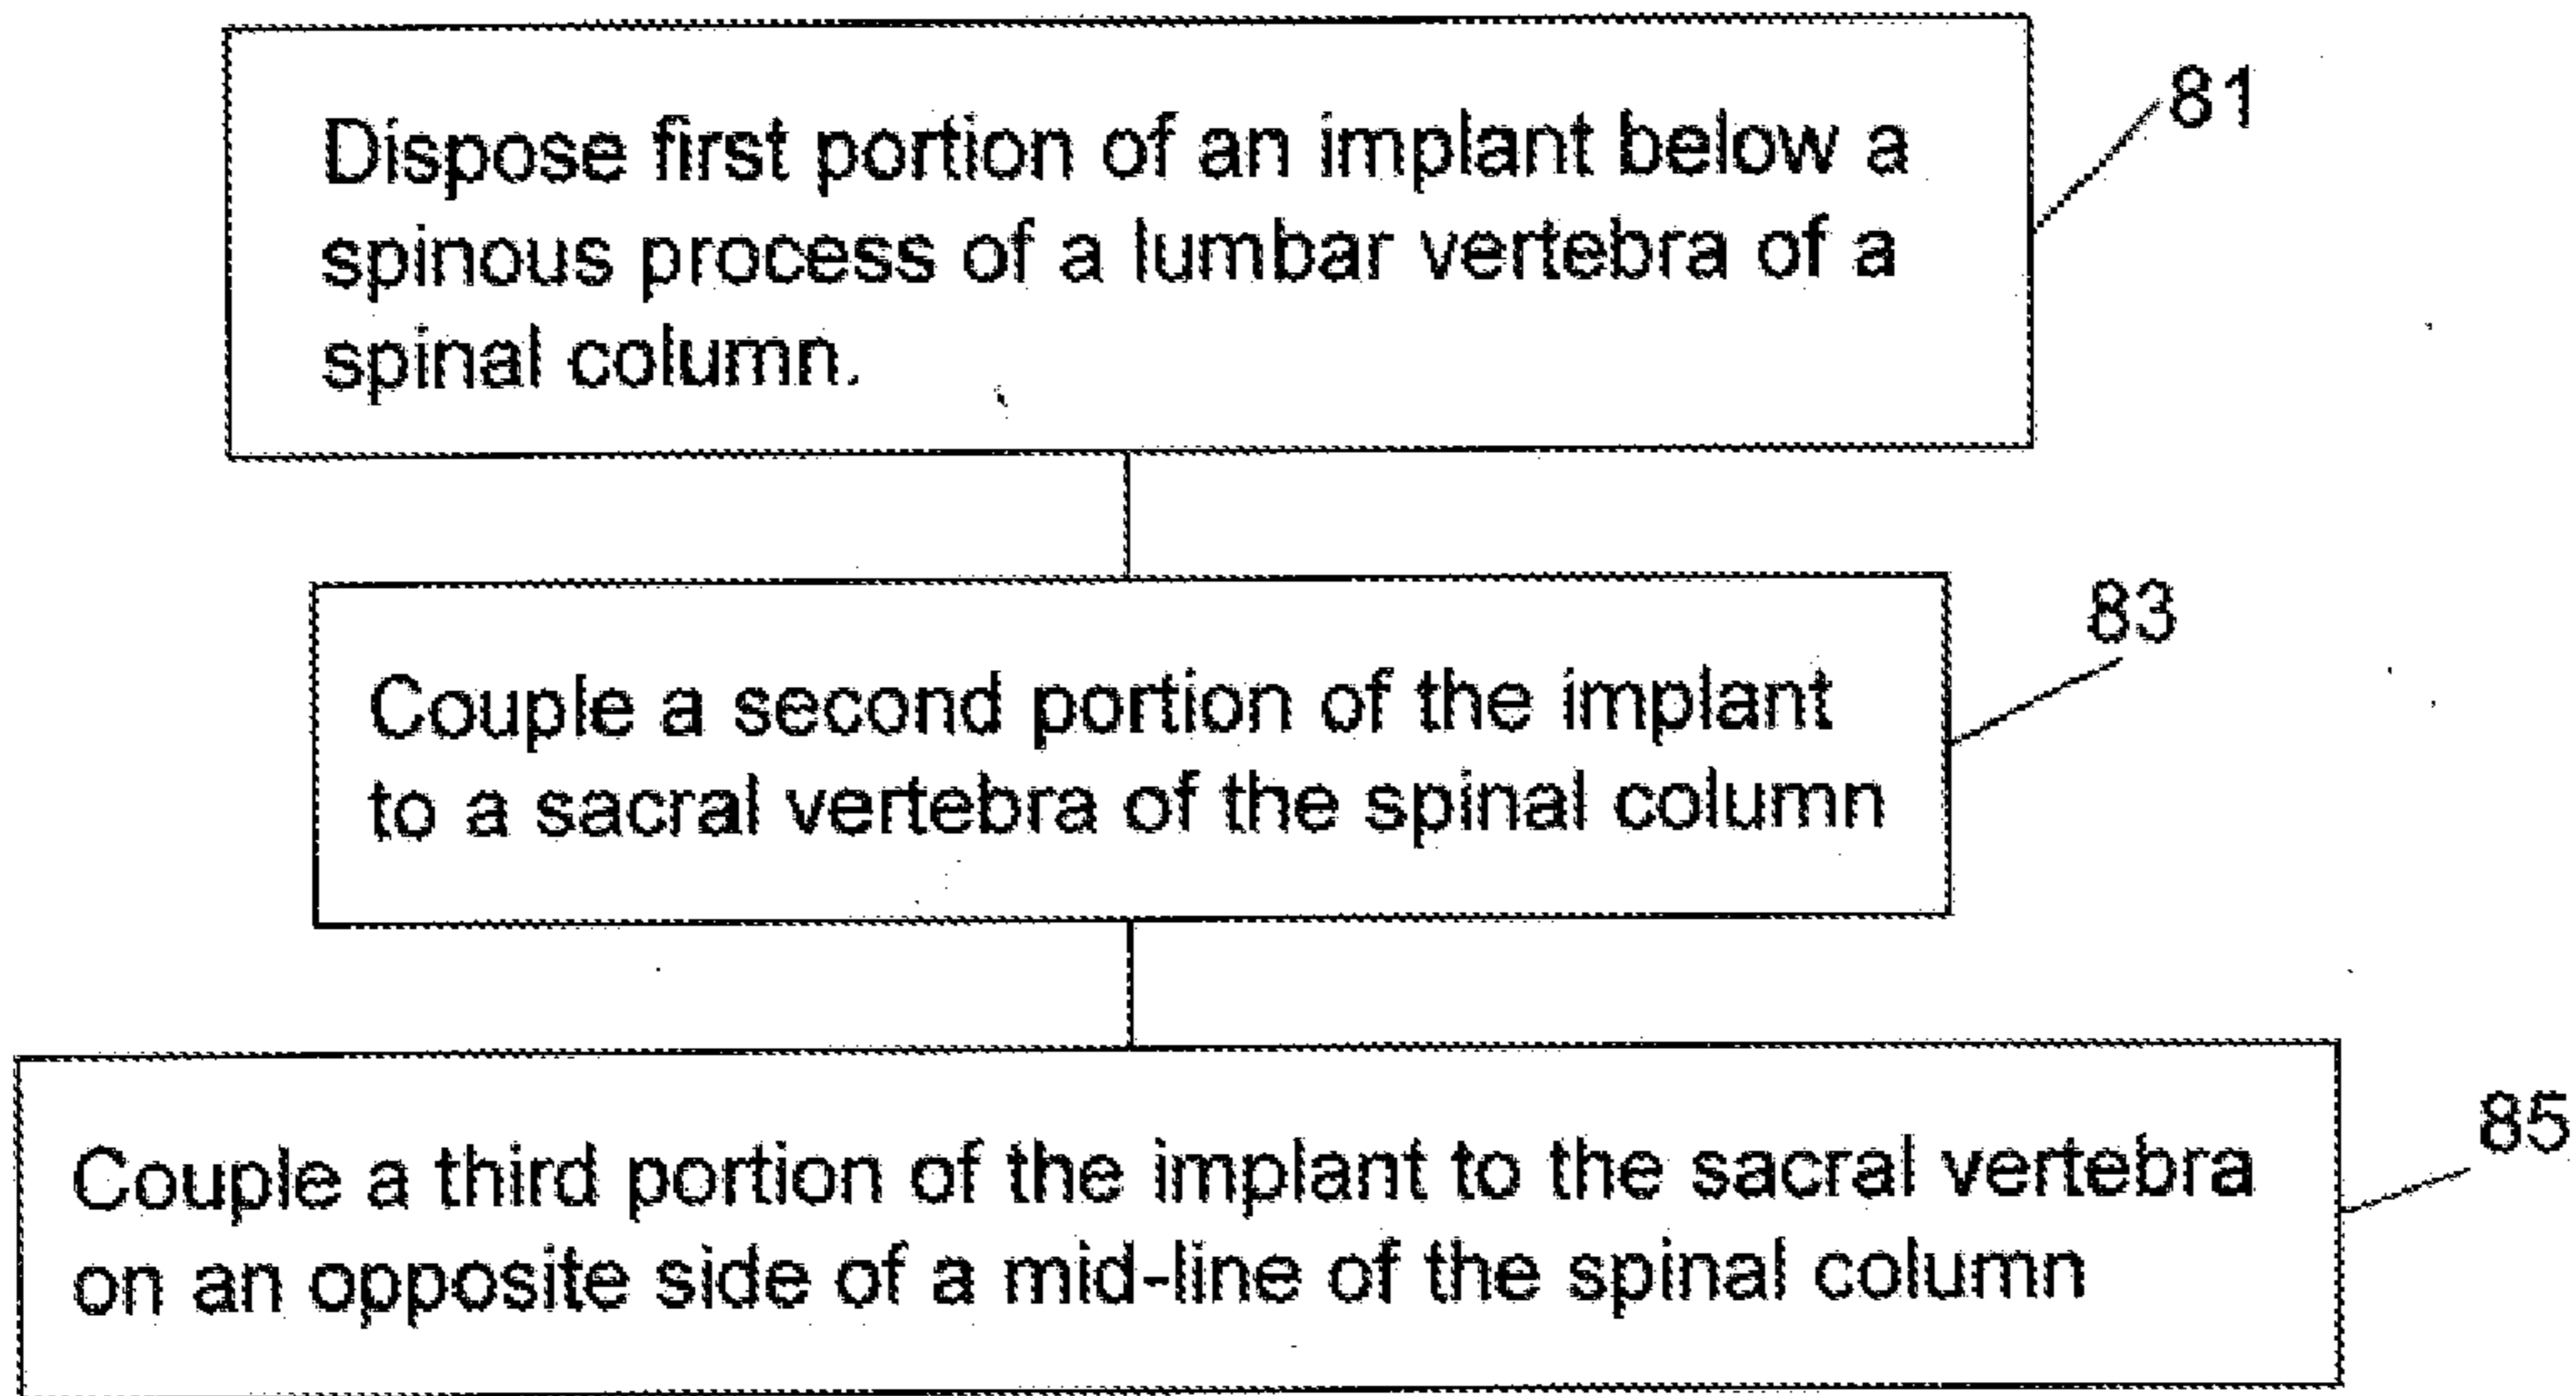 Dispose first portion of an implant below a
spinous process of a lumbar vertebra of a
spinal column.
81
Couple a second portion of the implant
to a sacral vertebra of the spinal column
83
Couple a third portion of the implant to the sacral vertebra
on an opposite side of a mid-line of the spinal column
85